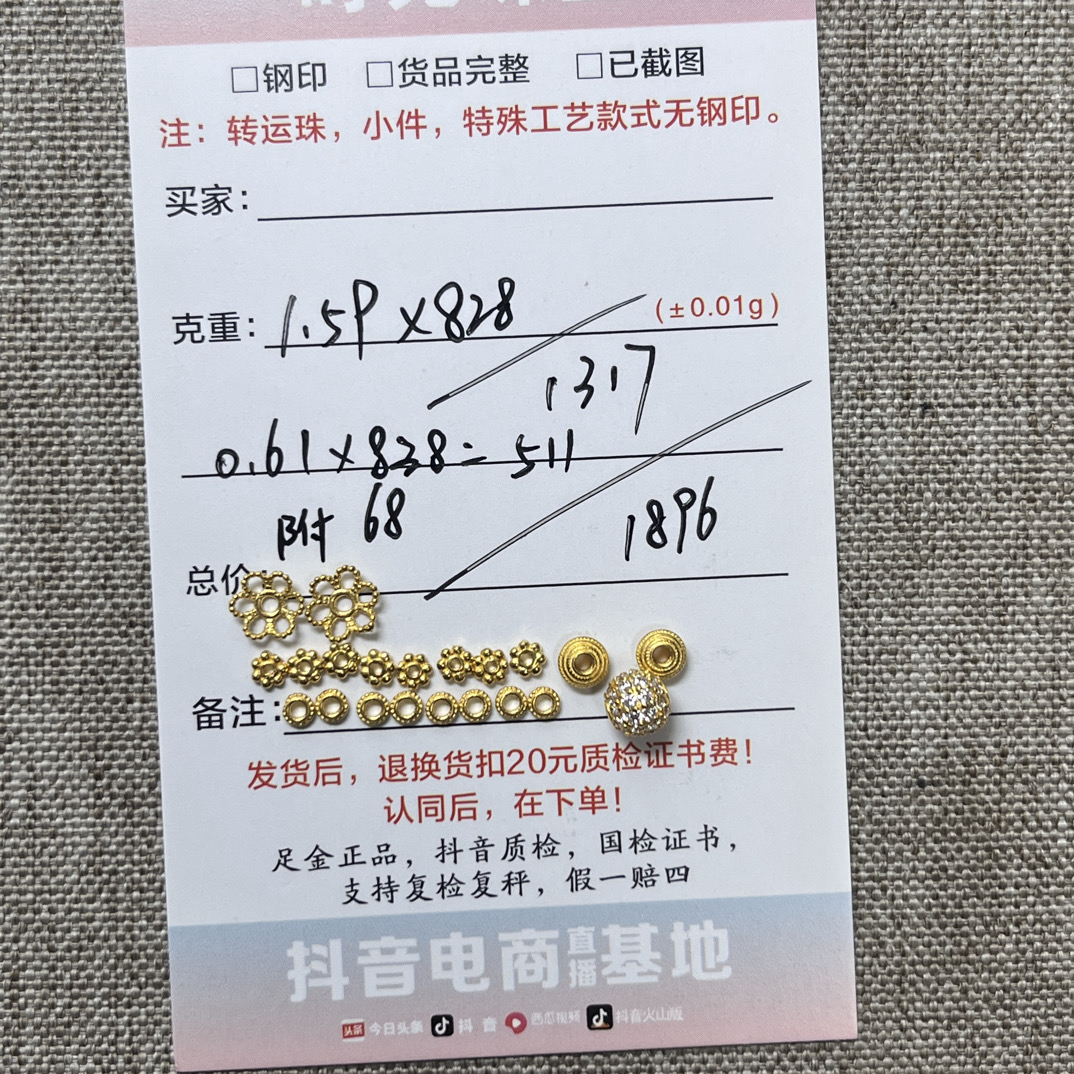 □钢印 □货品完整 □已截图
注：转运珠，小件，特殊工艺款式无钢印。
买家：
克重：1.59×828 (±0.01g)
1317
0.61×838=511
附 68
1896
总价
备注：
发货后，退换货扣20元质检证书费！
认同后，在下单！
足金正品，抖音质检，国检证书，
支持复检复秤，假一赔四
抖音电商直播基地
头条 今日头条 抖音 西瓜视频 抖音火山版